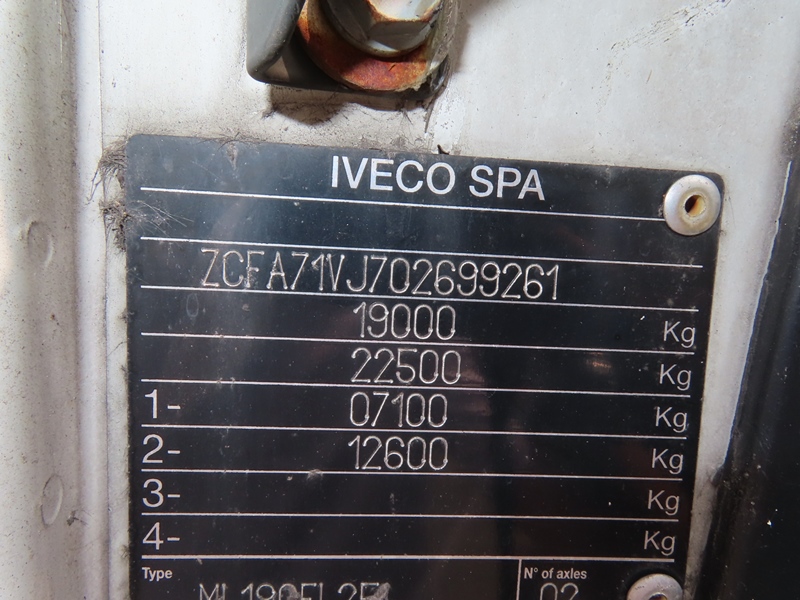 IVECO SPA
ZCFA71VJ702699261
19000 Kg
22500 Kg
1- 07100 Kg
2- 12600 Kg
3- Kg
4- Kg
Type N° of axles
02